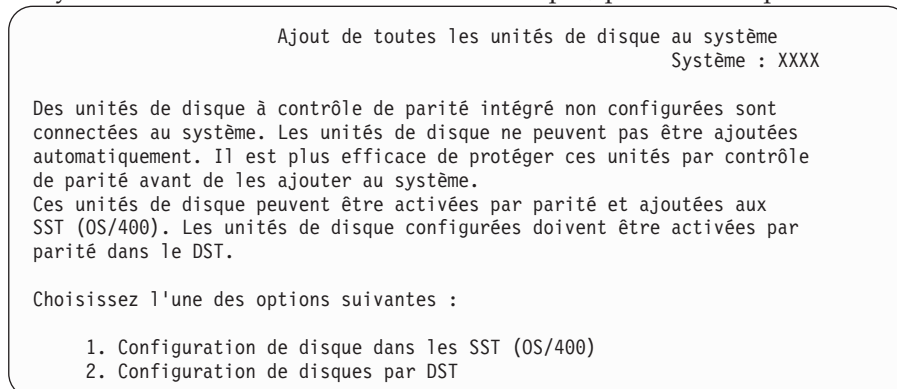 Ajout de toutes les unités de disque au système
Système : XXXX
Des unités de disque à contrôle de parité intégré non configurées sont
connectées au système. Les unités de disque ne peuvent pas être ajoutées
automatiquement. Il est plus efficace de protéger ces unités par contrôle
de parité avant de les ajouter au système.
Ces unités de disque peuvent être activées par parité et ajoutées aux
SST (OS/400). Les unités de disque configurées doivent être activées par
parité dans le DST.
Choisissez l'une des options suivantes :
1. Configuration de disque dans les SST (OS/400)
2. Configuration de disques par DST